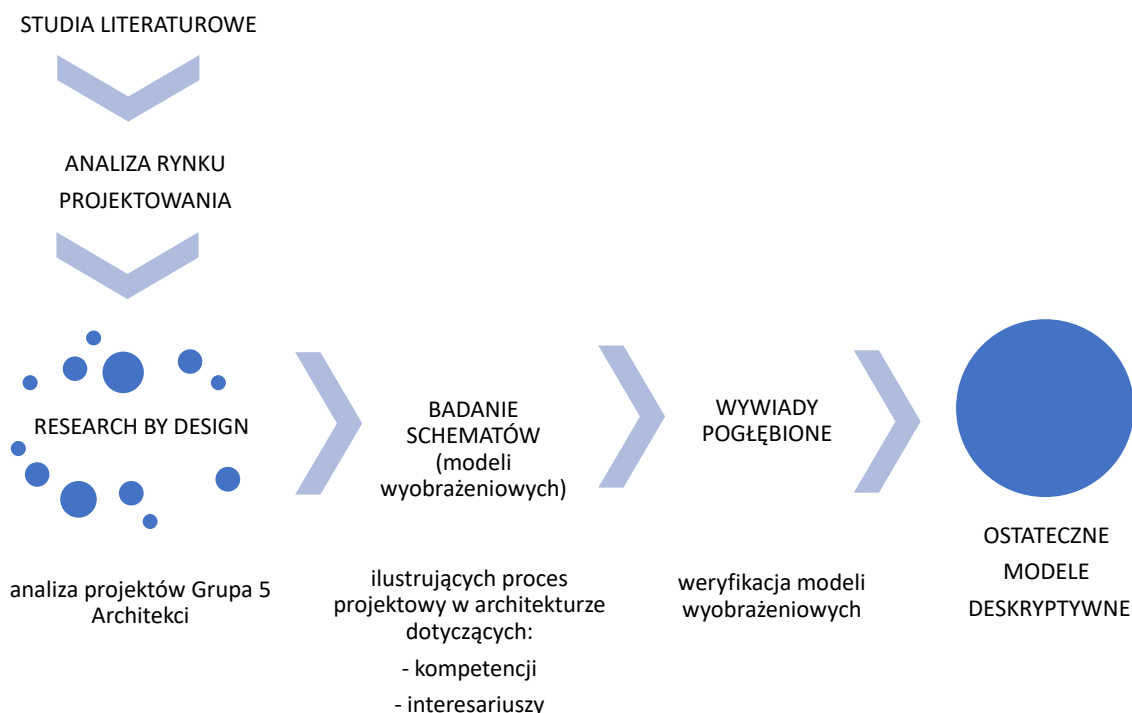 STUDIA LITERATUROWE
ANALIZA RYNKU
PROJEKTOWANIA
RESEARCH BY DESIGN
analiza projektów Grupa 5
Architekci
BADANIE
SCHEMATÓW
(modeli
wyobrażeniowych)
ilustrujących proces
projektowy w architekturze
dotyczących:
- kompetencji
- interesariuszy
WYWIADY
POGŁĘBIONE
weryfikacja modeli
wyobrażeniowych
OSTATECZNE
MODELE
DESKRYPTYWNE